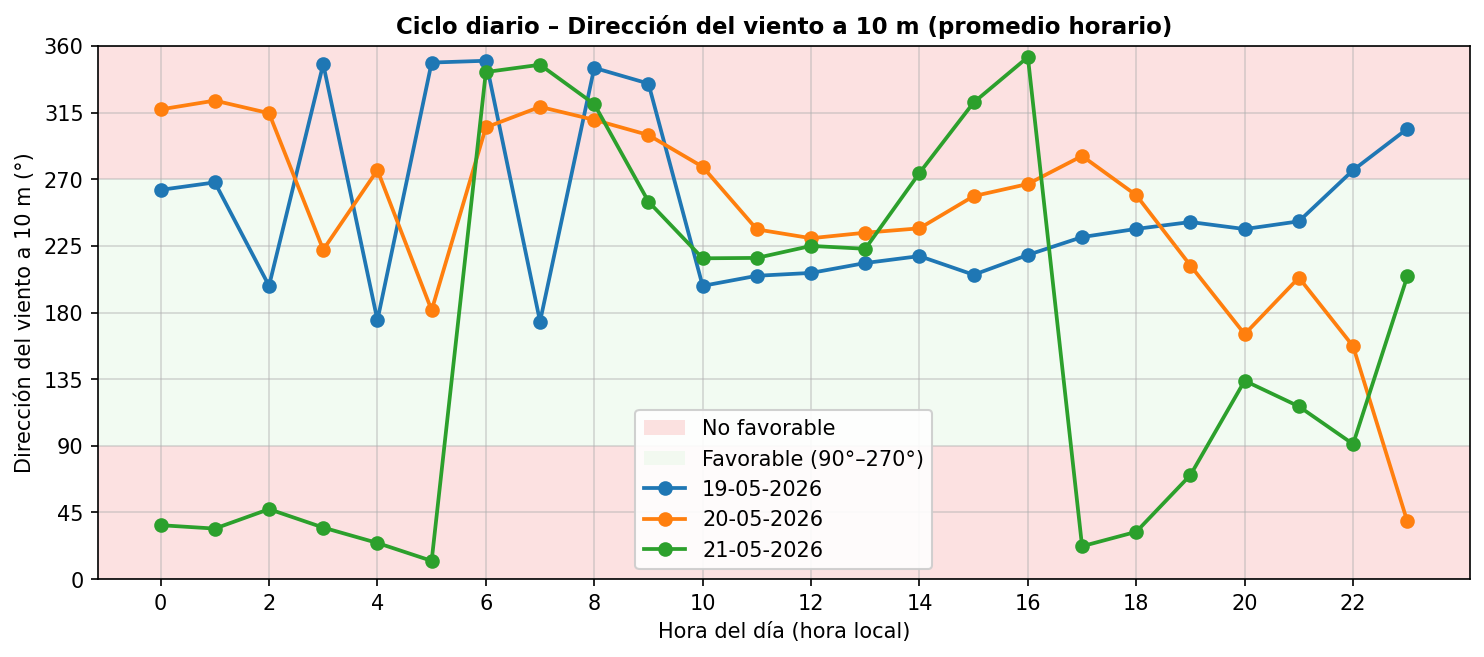 Ciclo diario – Dirección del viento a 10 m (promedio horario)
Dirección del viento a 10 m (°)
360
315
270
225
180
135
90
45
0
No favorable
Favorable (90°–270°)
19-05-2026
20-05-2026
21-05-2026
0 2 4 6 8 10 12 14 16 18 20 22
Hora del día (hora local)